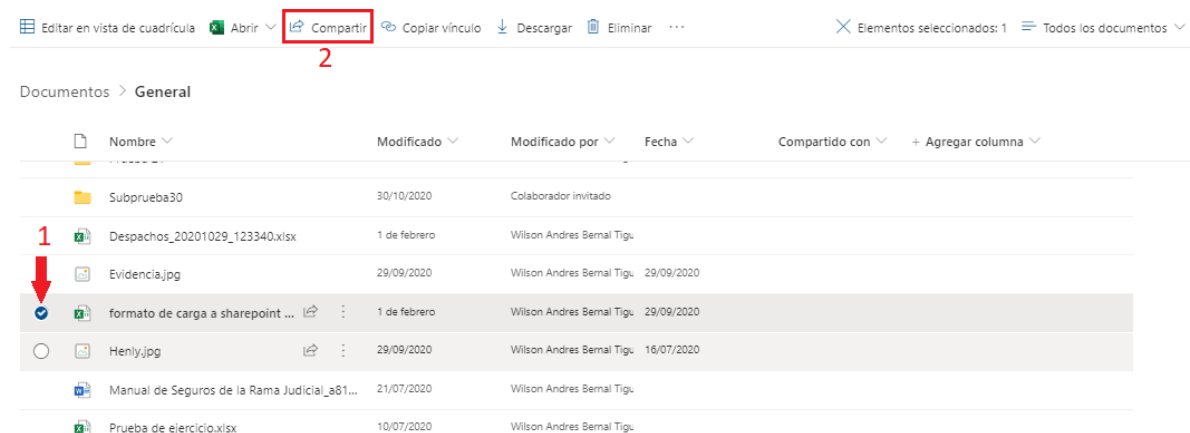 Editar en vista de cuadrícula Abrir Compartir Copiar vínculo Descargar Eliminar ... Elementos seleccionados: 1 Todos los documentos
2
Documentos > General
Nombre Modificado Modificado por Fecha Compartido con + Agregar columna
Subprueba30 30/10/2020 Colaborador invitado
1
Despachos_20201029_123340.xlsx 1 de febrero Wilson Andres Bernal Tigu
Evidencia.jpg 29/09/2020 Wilson Andres Bernal Tigu 29/09/2020
formato de carga a sharepoint ... 1 de febrero Wilson Andres Bernal Tigu 29/09/2020
Henly.jpg 29/09/2020 Wilson Andres Bernal Tigu 16/07/2020
Manual de Seguros de la Rama Judicial_a81... 21/07/2020 Wilson Andres Bernal Tigu
Prueba de ejercicio.xlsx 10/07/2020 Wilson Andres Bernal Tigu